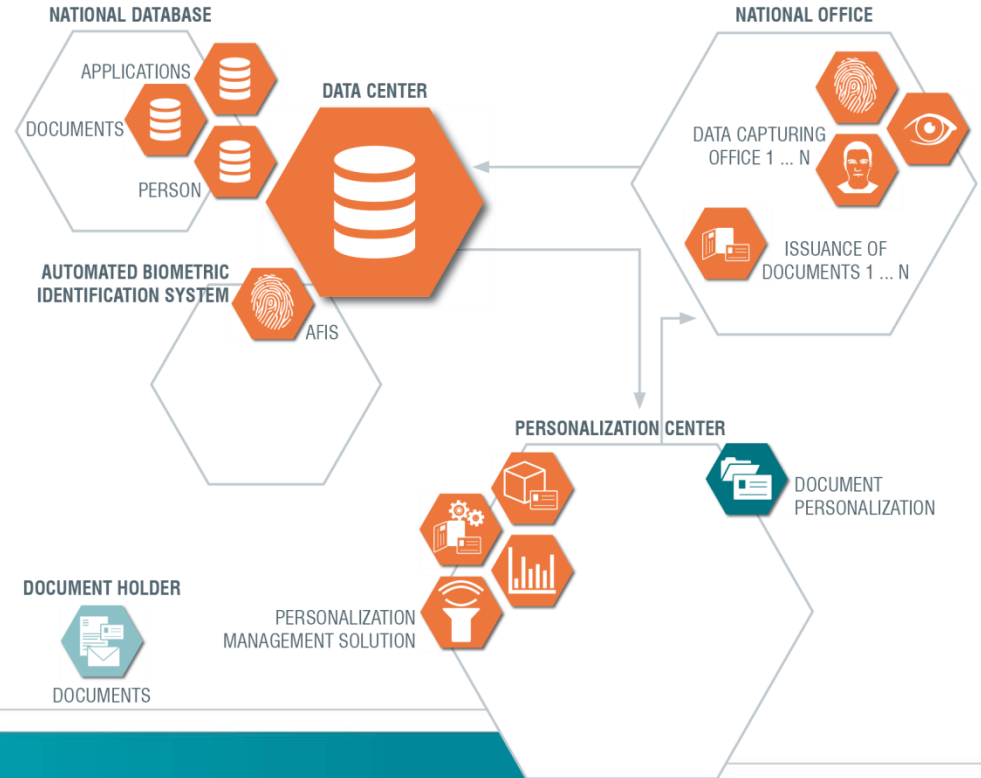 NATIONAL DATABASE
APPLICATIONS
DOCUMENTS
PERSON
DATA CENTER
NATIONAL OFFICE
DATA CAPTURING
OFFICE 1 ... N
ISSUANCE OF
DOCUMENTS 1 ... N
AUTOMATED BIOMETRIC
IDENTIFICATION SYSTEM
AFIS
PERSONALIZATION CENTER
DOCUMENT
PERSONALIZATION
PERSONALIZATION
MANAGEMENT SOLUTION
DOCUMENT HOLDER
DOCUMENTS